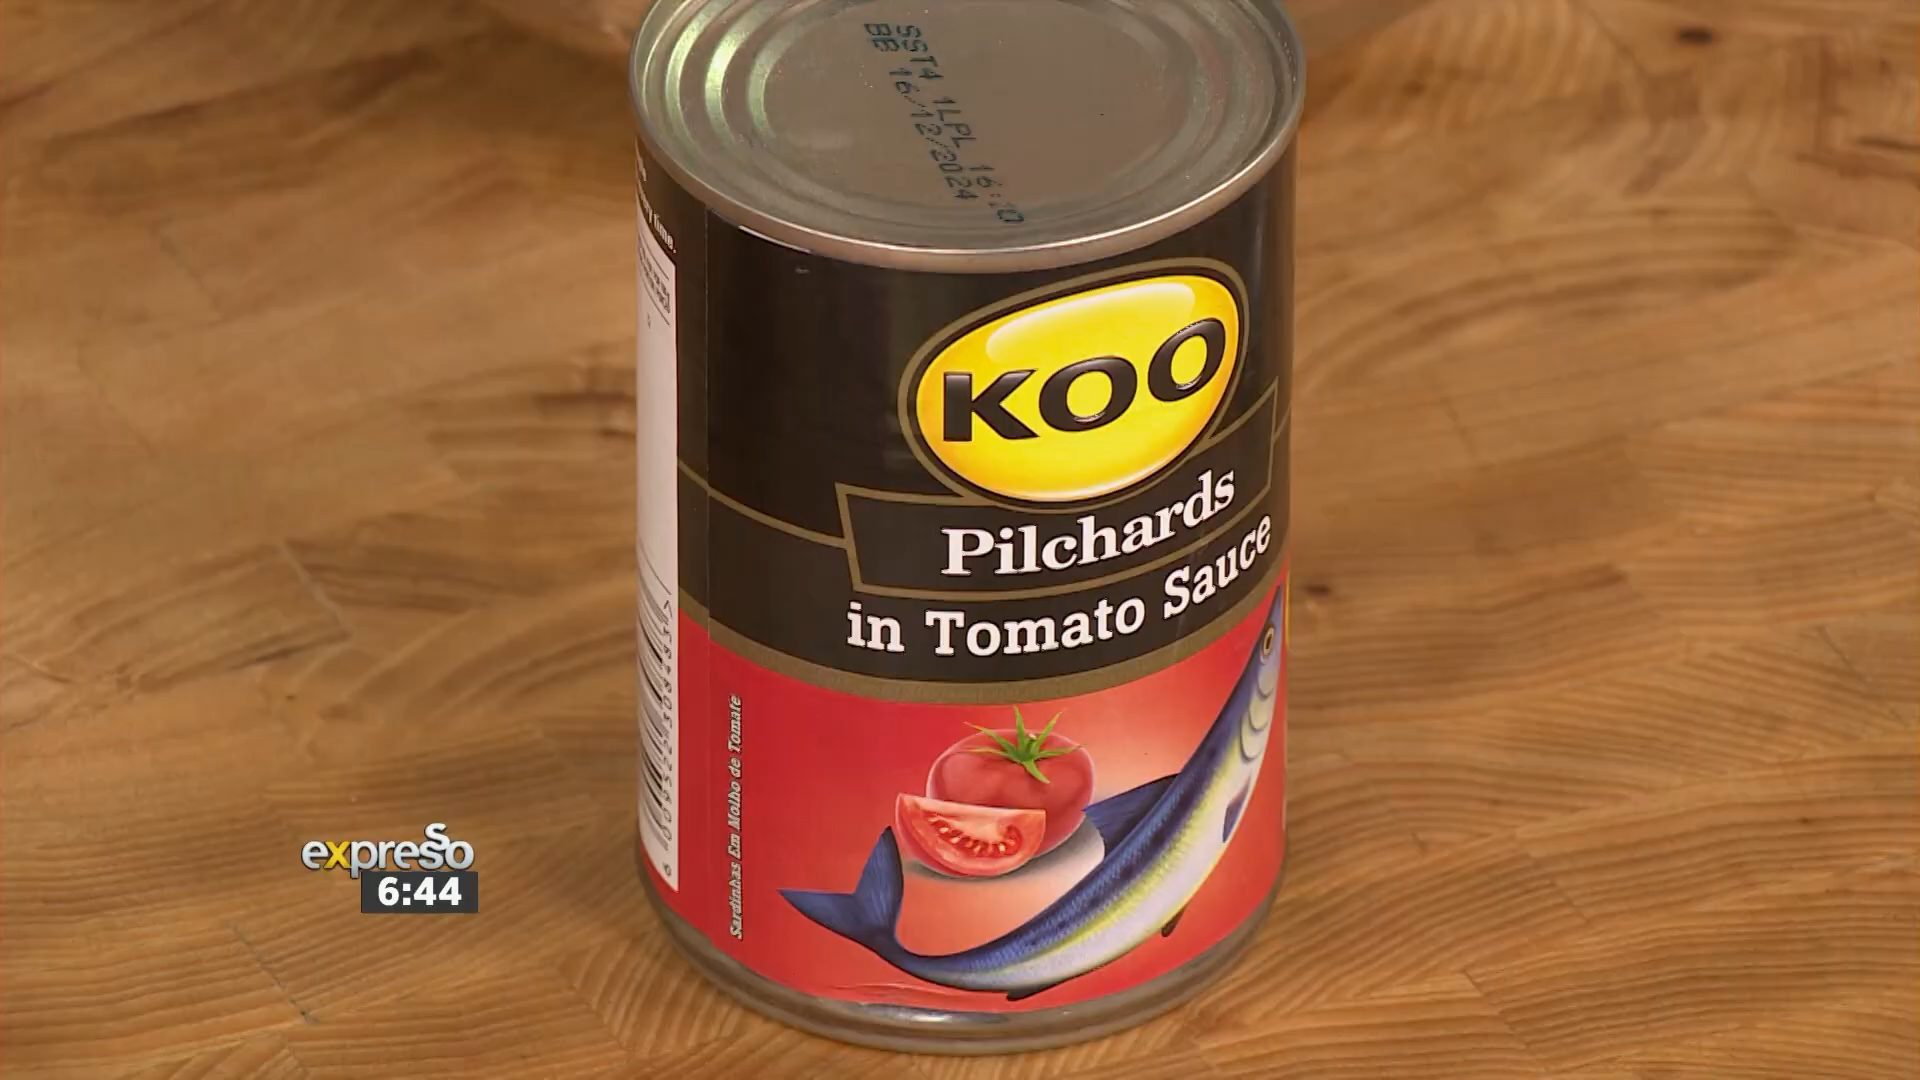 SST4 1LPL 16:10
BB 16/12/2024
KOO
Pilchards
in Tomato Sauce
Sardinhas Em Molho de Tomate
time.
expresso
6:44